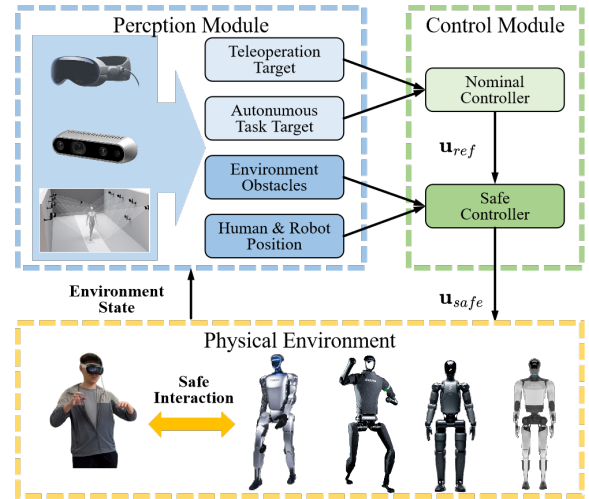 Perception Module
Control Module
Teleoperation
Target
Autonumous
Task Target
Environment
Obstacles
Human & Robot
Position
Nominal
Controller
u_ref
Safe
Controller
u_safe
Environment
State
Physical Environment
Safe
Interaction